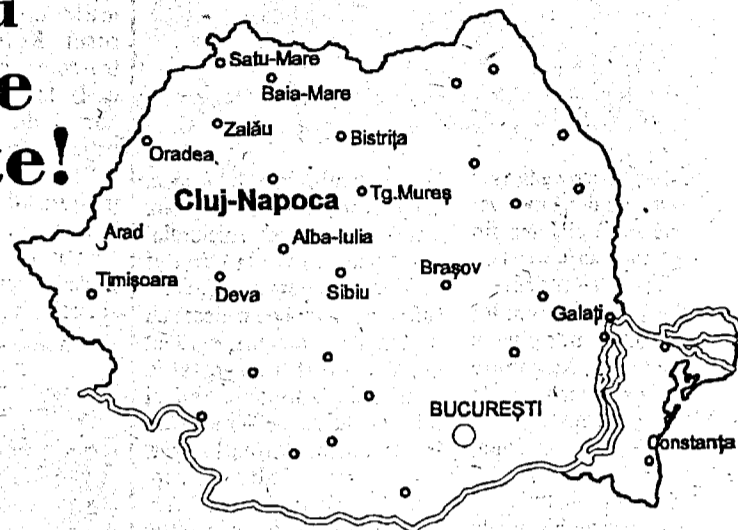 e
e!
Satu-Mare
Baia-Mare
Zalău
Oradea
Bistrița
Cluj-Napoca
Tg.Mureș
Arad
Alba-Iulia
Timișoara
Deva
Sibiu
Brașov
Galați
BUCUREȘTI
Constanța